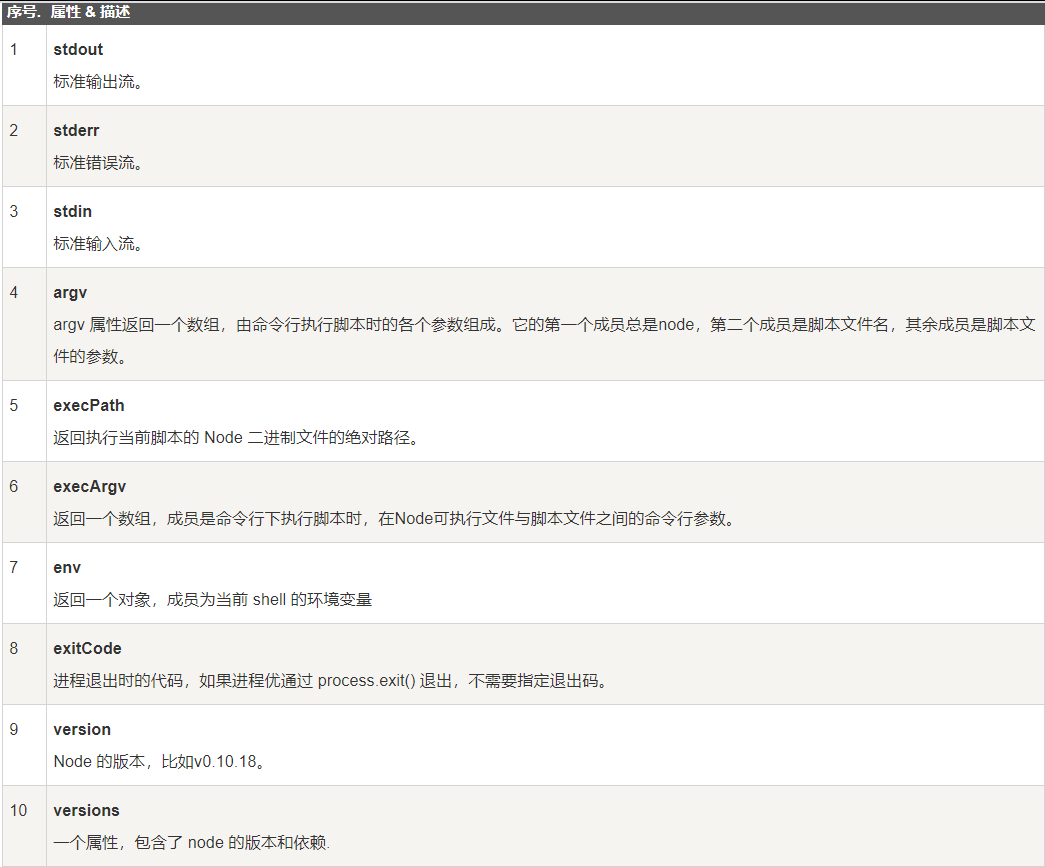 序号. 属性 & 描述
1 stdout
标准输出流。
2 stderr
标准错误流。
3 stdin
标准输入流。
4 argv
argv 属性返回一个数组，由命令行执行脚本时的各个参数组成。它的第一个成员总是node，第二个成员是脚本文件名，其余成员是脚本文
件的参数。
5 execPath
返回执行当前脚本的 Node 二进制文件的绝对路径。
6 execArgv
返回一个数组，成员是命令行下执行脚本时，在Node可执行文件与脚本文件之间的命令行参数。
7 env
返回一个对象，成员为当前 shell 的环境变量
8 exitCode
进程退出时的代码，如果进程优通过 process.exit() 退出，不需要指定退出码。
9 version
Node 的版本，比如v0.10.18。
10 versions
一个属性，包含了 node 的版本和依赖.